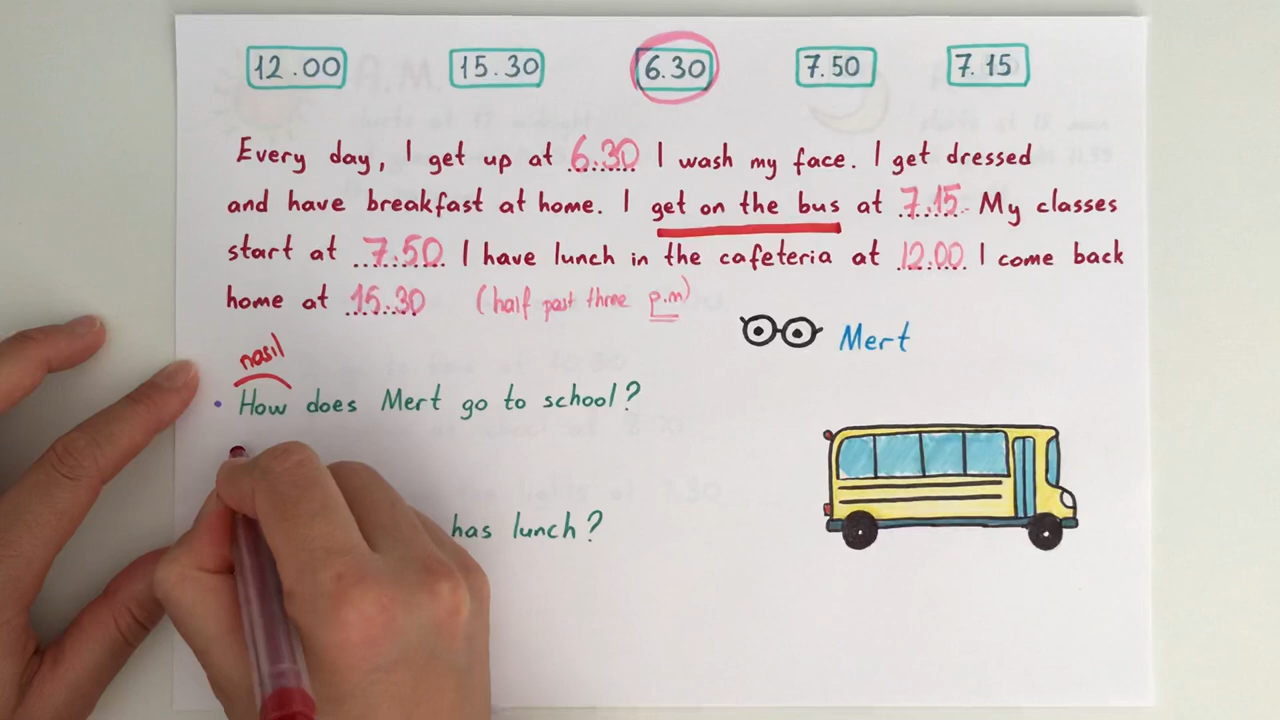 12.00 15.30 6.30 7.50 7.15
Every day, I get up at 6.30 I wash my face. I get dressed
and have breakfast at home. I get on the bus at 7.15. My classes
start at 7.50 I have lunch in the cafeteria at 12.00 I come back
home at 15.30 (half past three p.m)
Mert
nasıl
• How does Mert go to school?
has lunch?